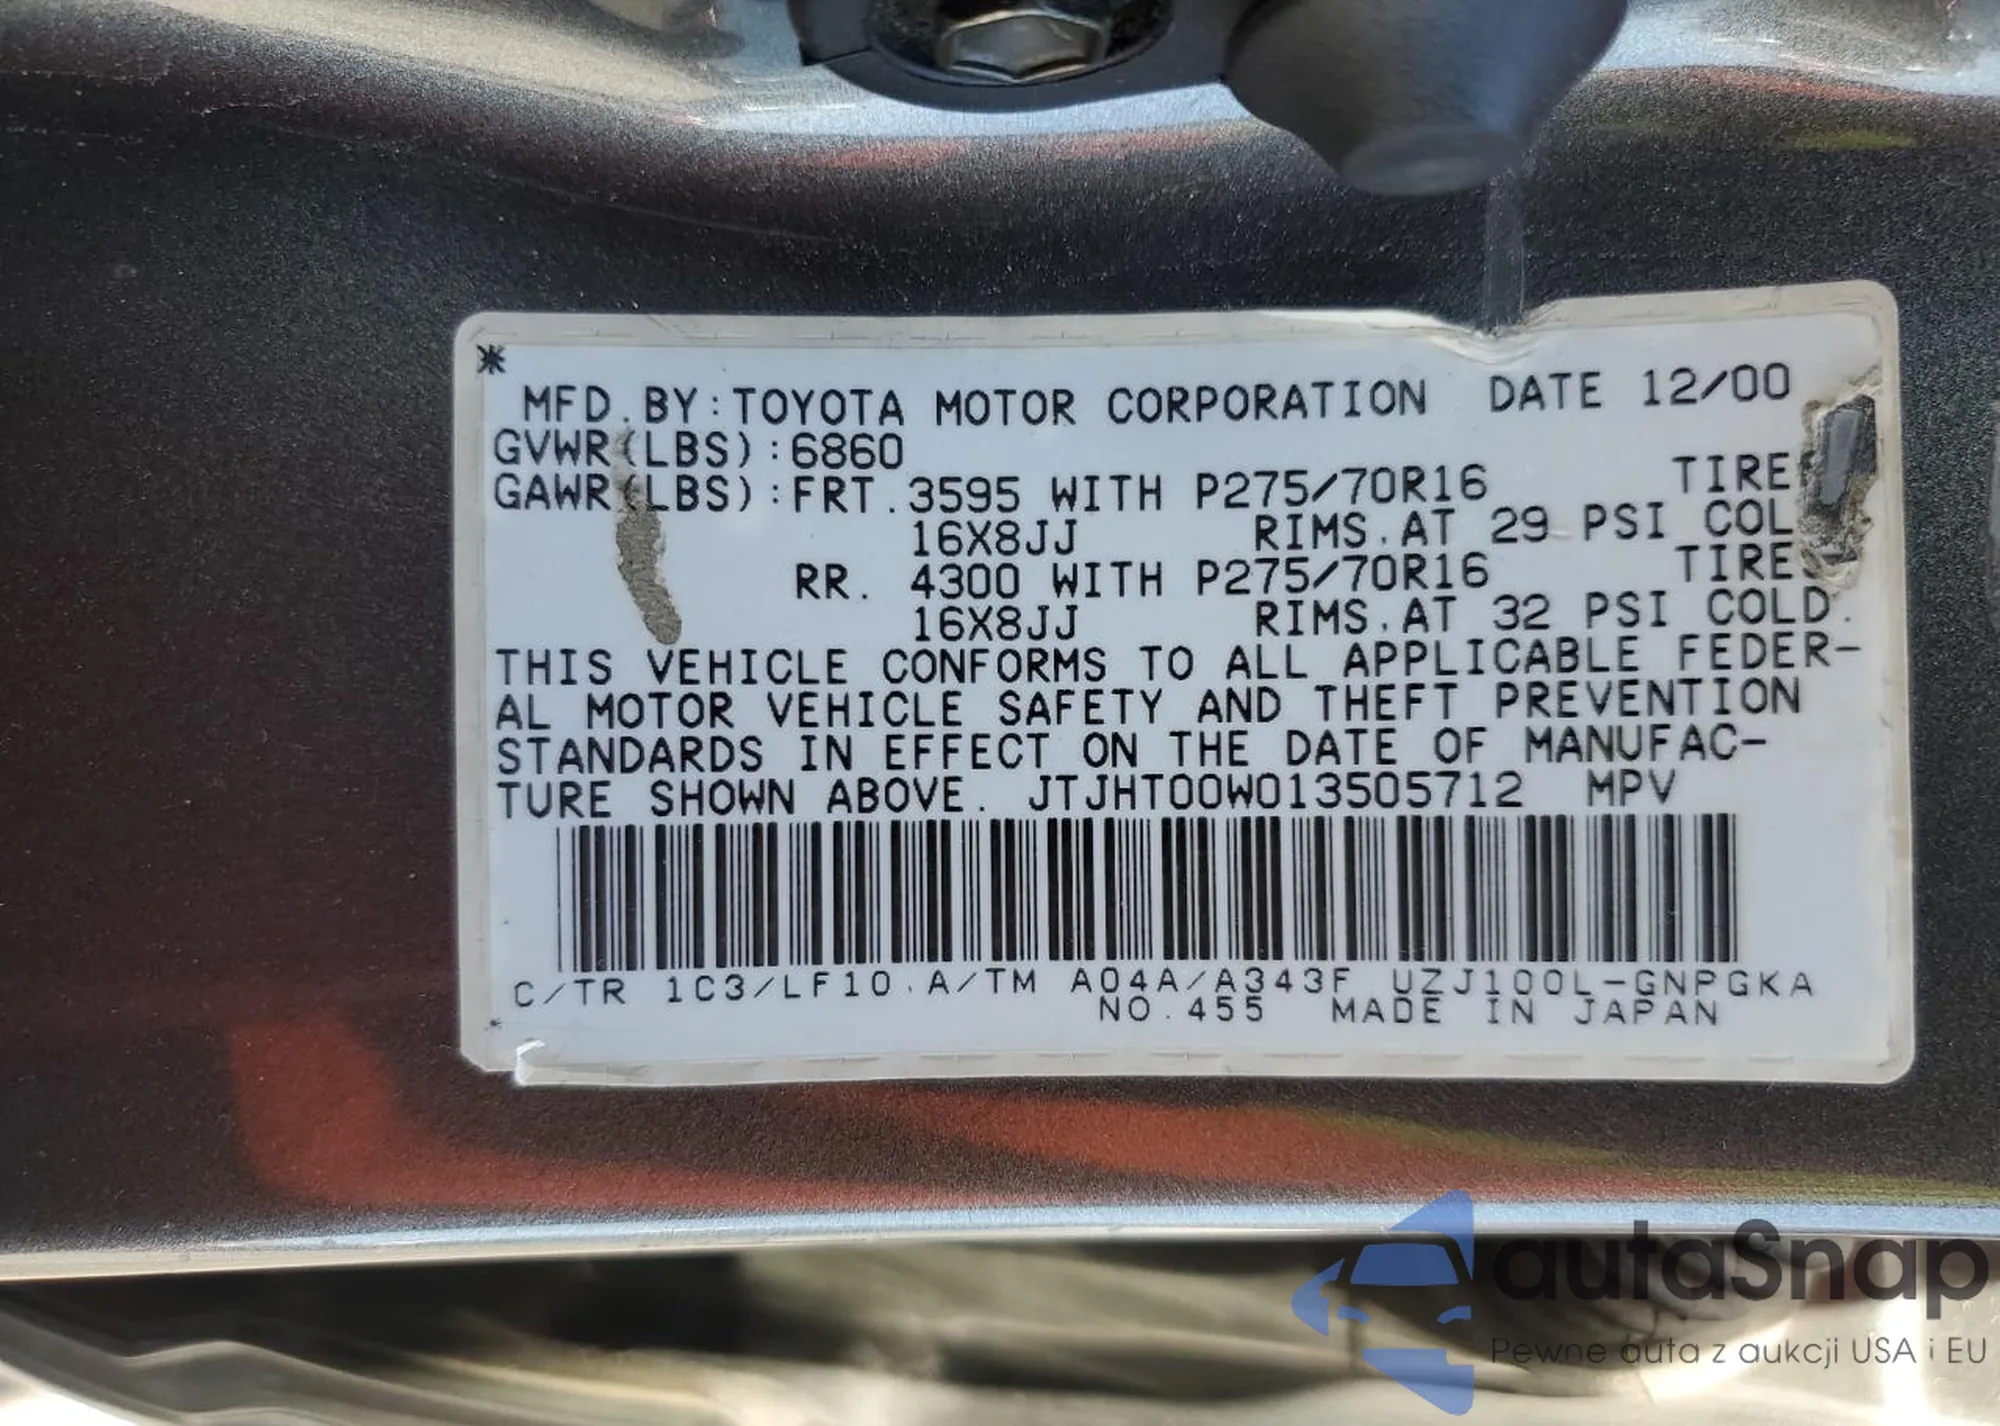 *
MFD.BY:TOYOTA MOTOR CORPORATION DATE 12/00
GVWR(LBS):6860
GAWR(LBS):FRT.3595 WITH P275/70R16 TIRE
16X8JJ RIMS.AT 29 PSI COL
RR. 4300 WITH P275/70R16 TIRE
16X8JJ RIMS.AT 32 PSI COLD.
THIS VEHICLE CONFORMS TO ALL APPLICABLE FEDER-
AL MOTOR VEHICLE SAFETY AND THEFT PREVENTION
STANDARDS IN EFFECT ON THE DATE OF MANUFAC-
TURE SHOWN ABOVE. JTJHT00W013505712 MPV
C/TR 1C3/LF10.A/TM A04A/A343F UZJ100L-GNPGKA
NO.455 MADE IN JAPAN
autaSnap
Pewne auta z aukcji USA i EU